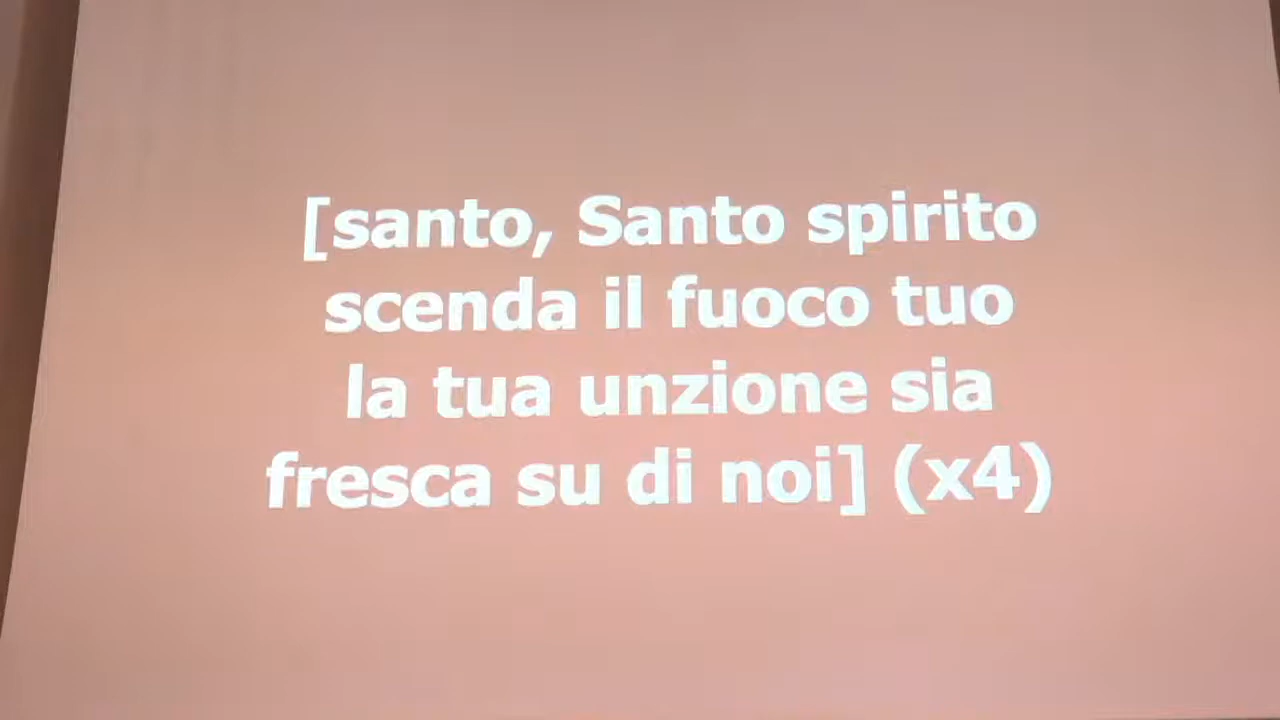 [santo, Santo spirito
scenda il fuoco tuo
la tua unzione sia
fresca su di noi] (x4)